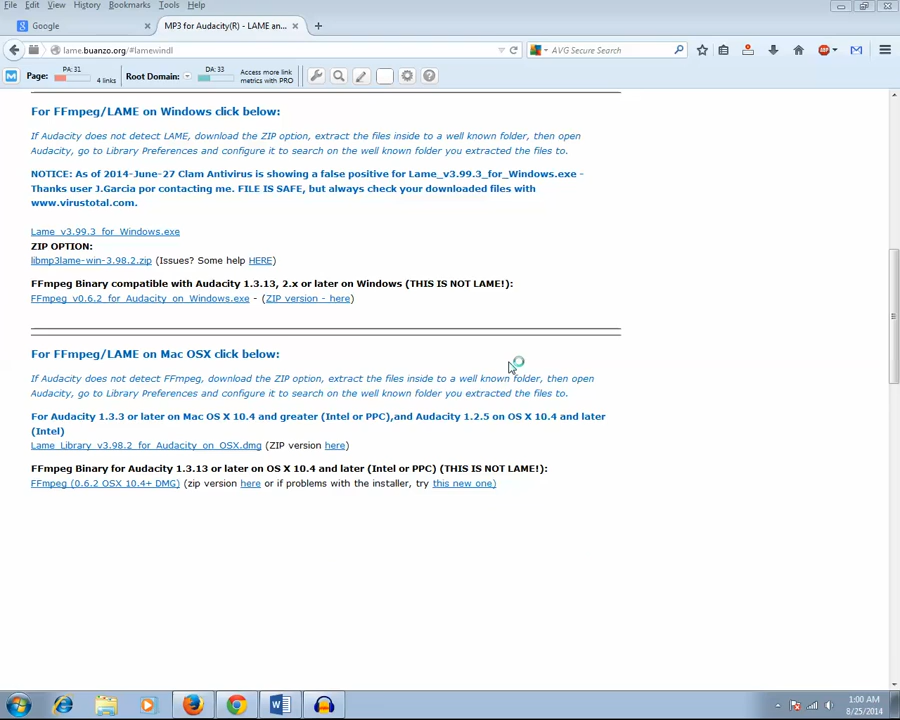 File Edit View History Bookmarks Tools Help
Google × MP3 for Audacity(R) - LAME an... × +
lame.buanzo.org/#lamewindl AVG Secure Search
Page: PA: 31 4 links Root Domain: DA: 33 Access more link metrics with PRO
For FFmpeg/LAME on Windows click below:
If Audacity does not detect LAME, download the ZIP option, extract the files inside to a well known folder, then open
Audacity, go to Library Preferences and configure it to search on the well known folder you extracted the files to.
NOTICE: As of 2014-June-27 Clam Antivirus is showing a false positive for Lame_v3.99.3_for_Windows.exe -
Thanks user J.Garcia por contacting me. FILE IS SAFE, but always check your downloaded files with
www.virustotal.com.
Lame_v3.99.3_for_Windows.exe
ZIP OPTION:
libmp3lame-win-3.98.2.zip (Issues? Some help HERE)
FFmpeg Binary compatible with Audacity 1.3.13, 2.x or later on Windows (THIS IS NOT LAME!):
FFmpeg_v0.6.2_for_Audacity_on_Windows.exe - (ZIP version - here)
For FFmpeg/LAME on Mac OSX click below:
If Audacity does not detect FFmpeg, download the ZIP option, extract the files inside to a well known folder, then open
Audacity, go to Library Preferences and configure it to search on the well known folder you extracted the files to.
For Audacity 1.3.3 or later on Mac OS X 10.4 and greater (Intel or PPC),and Audacity 1.2.5 on OS X 10.4 and later
(Intel)
Lame_Library_v3.98.2_for_Audacity_on_OSX.dmg (ZIP version here)
FFmpeg Binary for Audacity 1.3.13 or later on OS X 10.4 and later (Intel or PPC) (THIS IS NOT LAME!):
FFmpeg (0.6.2 OSX 10.4+ DMG) (zip version here or if problems with the installer, try this new one)
1:00 AM
8/25/2014